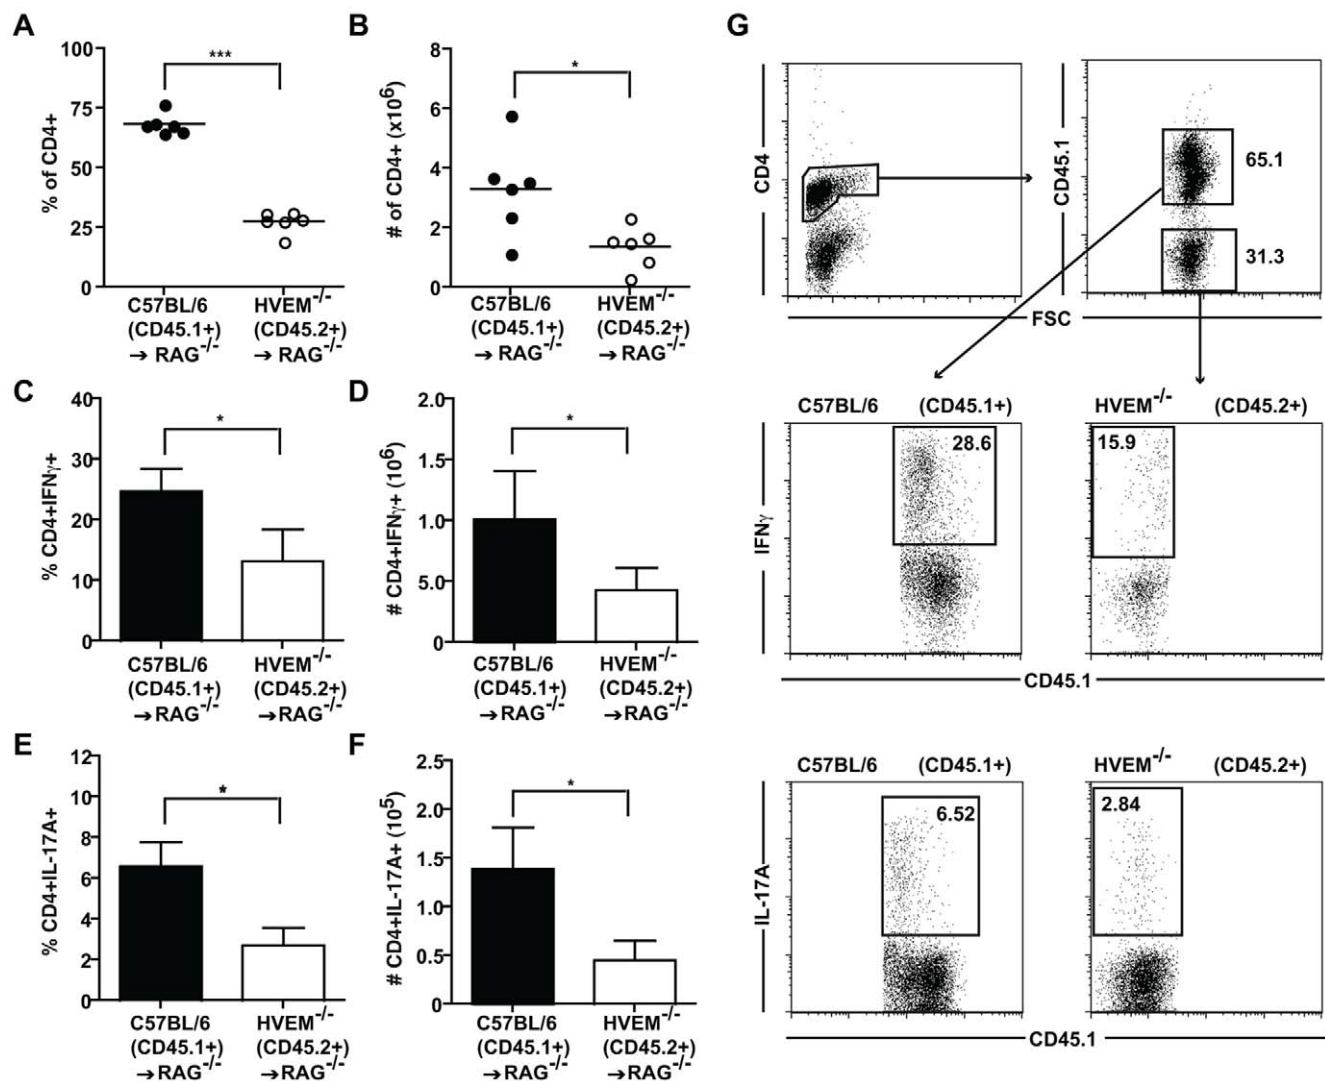 A
***
100
75
50
25
0
% of CD4+
C57BL/6
(CD45.1+)
→ RAG-/-
HVEM-/-
(CD45.2+)
→ RAG-/-
B
*
8
6
4
2
0
# of CD4+ (x10^6)
C57BL/6
(CD45.1+)
→ RAG-/-
HVEM-/-
(CD45.2+)
→ RAG-/-
C
*
40
30
20
10
0
% CD4+IFNγ+
C57BL/6
(CD45.1+)
→RAG-/-
HVEM-/-
(CD45.2+)
→RAG-/-
D
*
2.0
1.5
1.0
5.0
0
# CD4+IFNγ+ (10^6)
C57BL/6
(CD45.1+)
→RAG-/-
HVEM-/-
(CD45.2+)
→RAG-/-
E
*
12
10
8
6
4
2
0
% CD4+IL-17A+
C57BL/6
(CD45.1+)
→RAG-/-
HVEM-/-
(CD45.2+)
→RAG-/-
F
*
2.5
2.0
1.5
1.0
0.5
0
# CD4+IL-17A+ (10^5)
C57BL/6
(CD45.1+)
→RAG-/-
HVEM-/-
(CD45.2+)
→RAG-/-
G
CD4
CD45.1
65.1
31.3
FSC
C57BL/6 (CD45.1+)
HVEM-/- (CD45.2+)
28.6
15.9
IFNγ
CD45.1
C57BL/6 (CD45.1+)
HVEM-/- (CD45.2+)
6.52
2.84
IL-17A
CD45.1